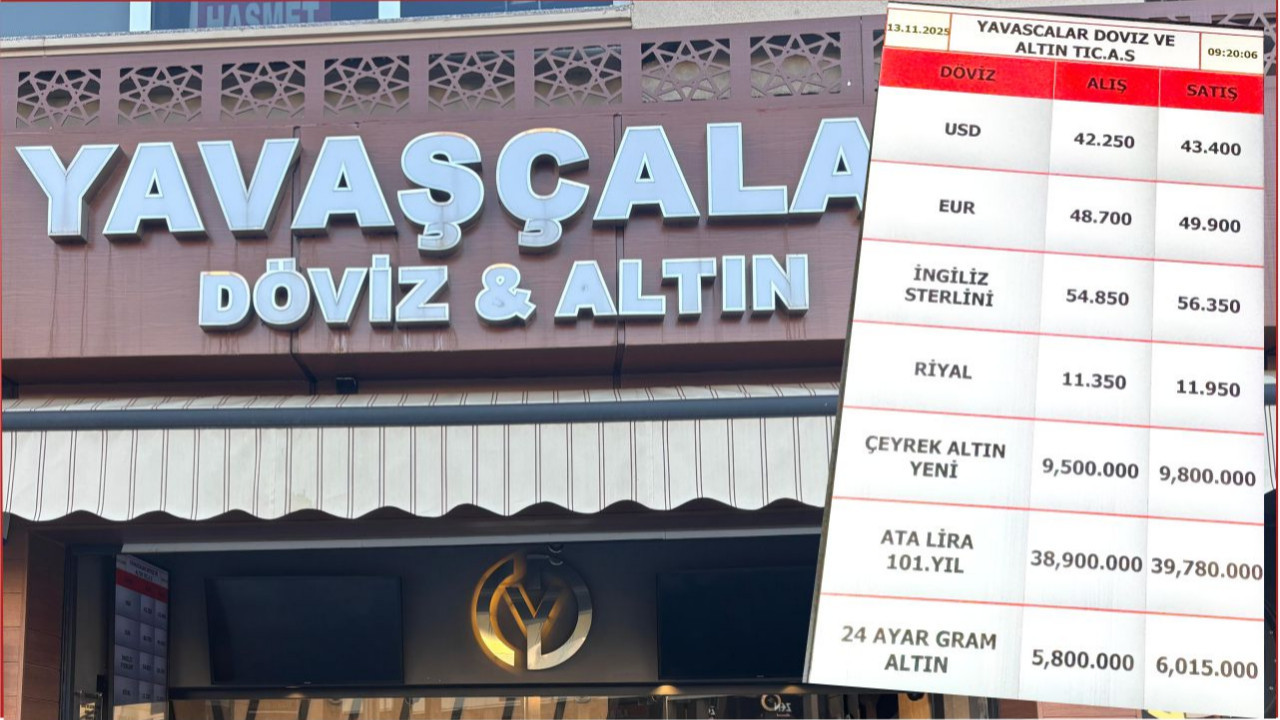 HASMET
YAVAŞÇALA
DÖVİZ & ALTIN
13.11.2025 YAVASCALAR DOVIZ VE 09:20:06
ALTIN TIC.A.S
DÖVİZ ALIŞ SATIŞ
USD 42.250 43.400
EUR 48.700 49.900
İNGİLİZ
STERLİNİ 54.850 56.350
RİYAL 11.350 11.950
ÇEYREK ALTIN
YENİ 9,500.000 9,800.000
ATA LİRA
101.YIL 38,900.000 39,780.000
24 AYAR GRAM
ALTIN 5,800.000 6,015.000